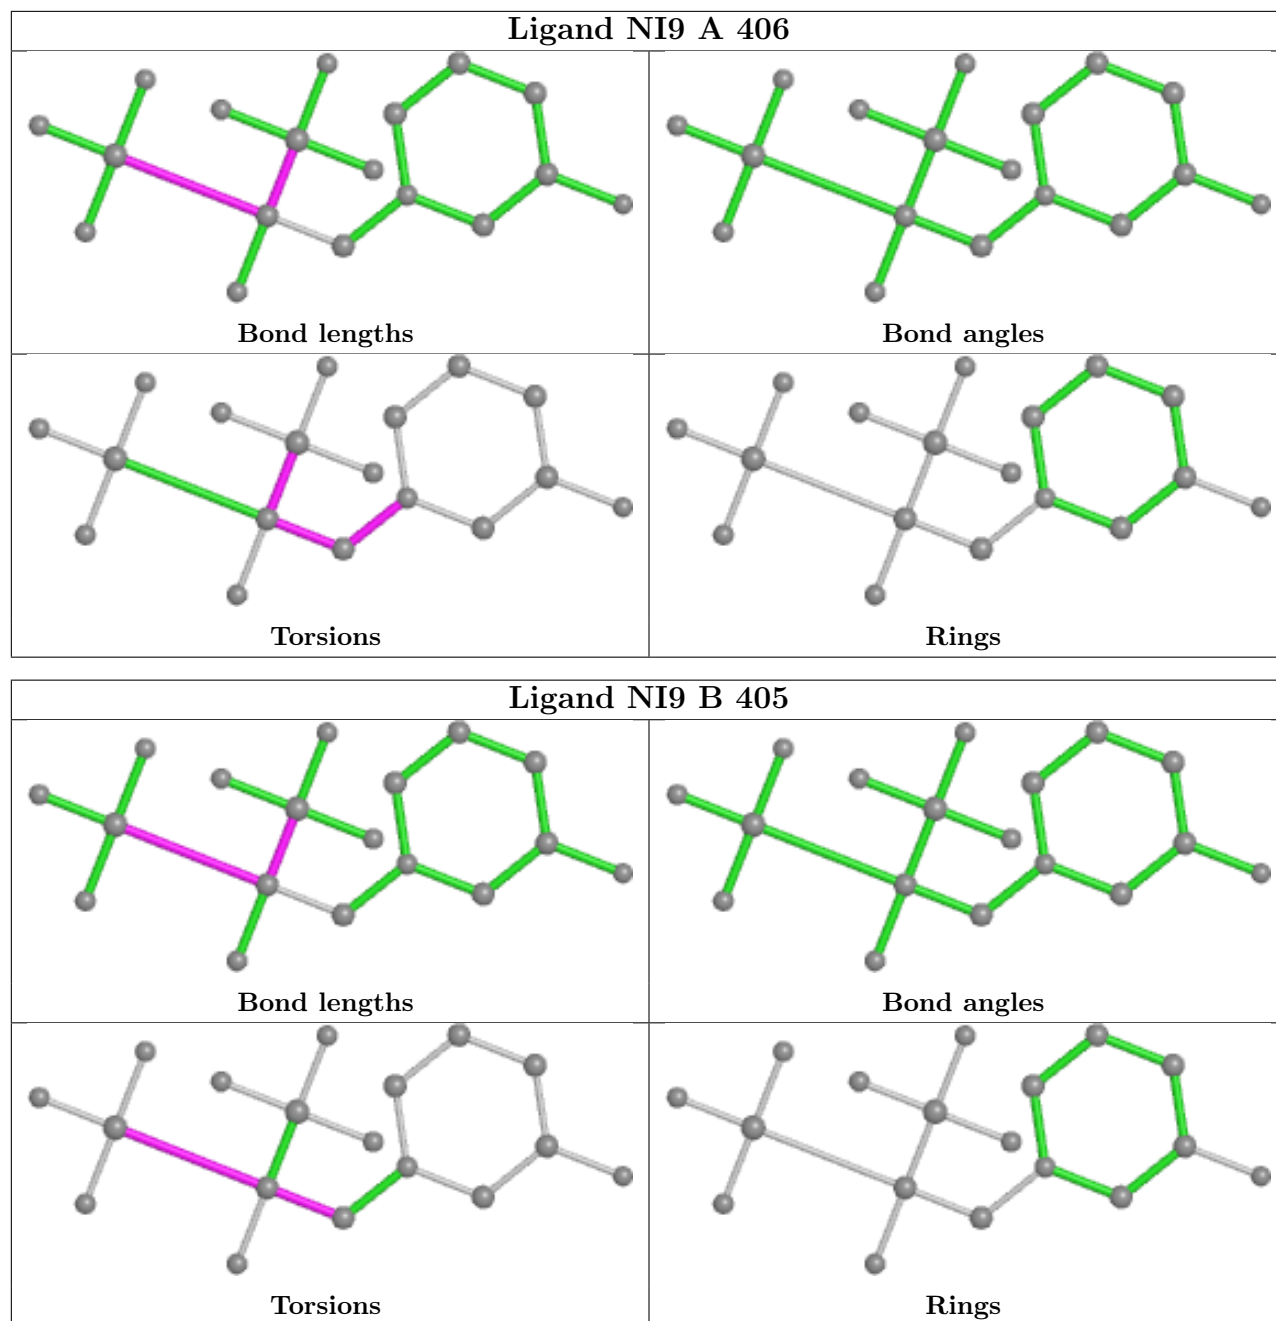 Ligand NI9 A 406
Bond lengths
Bond angles
Torsions
Rings
Ligand NI9 B 405
Bond lengths
Bond angles
Torsions
Rings